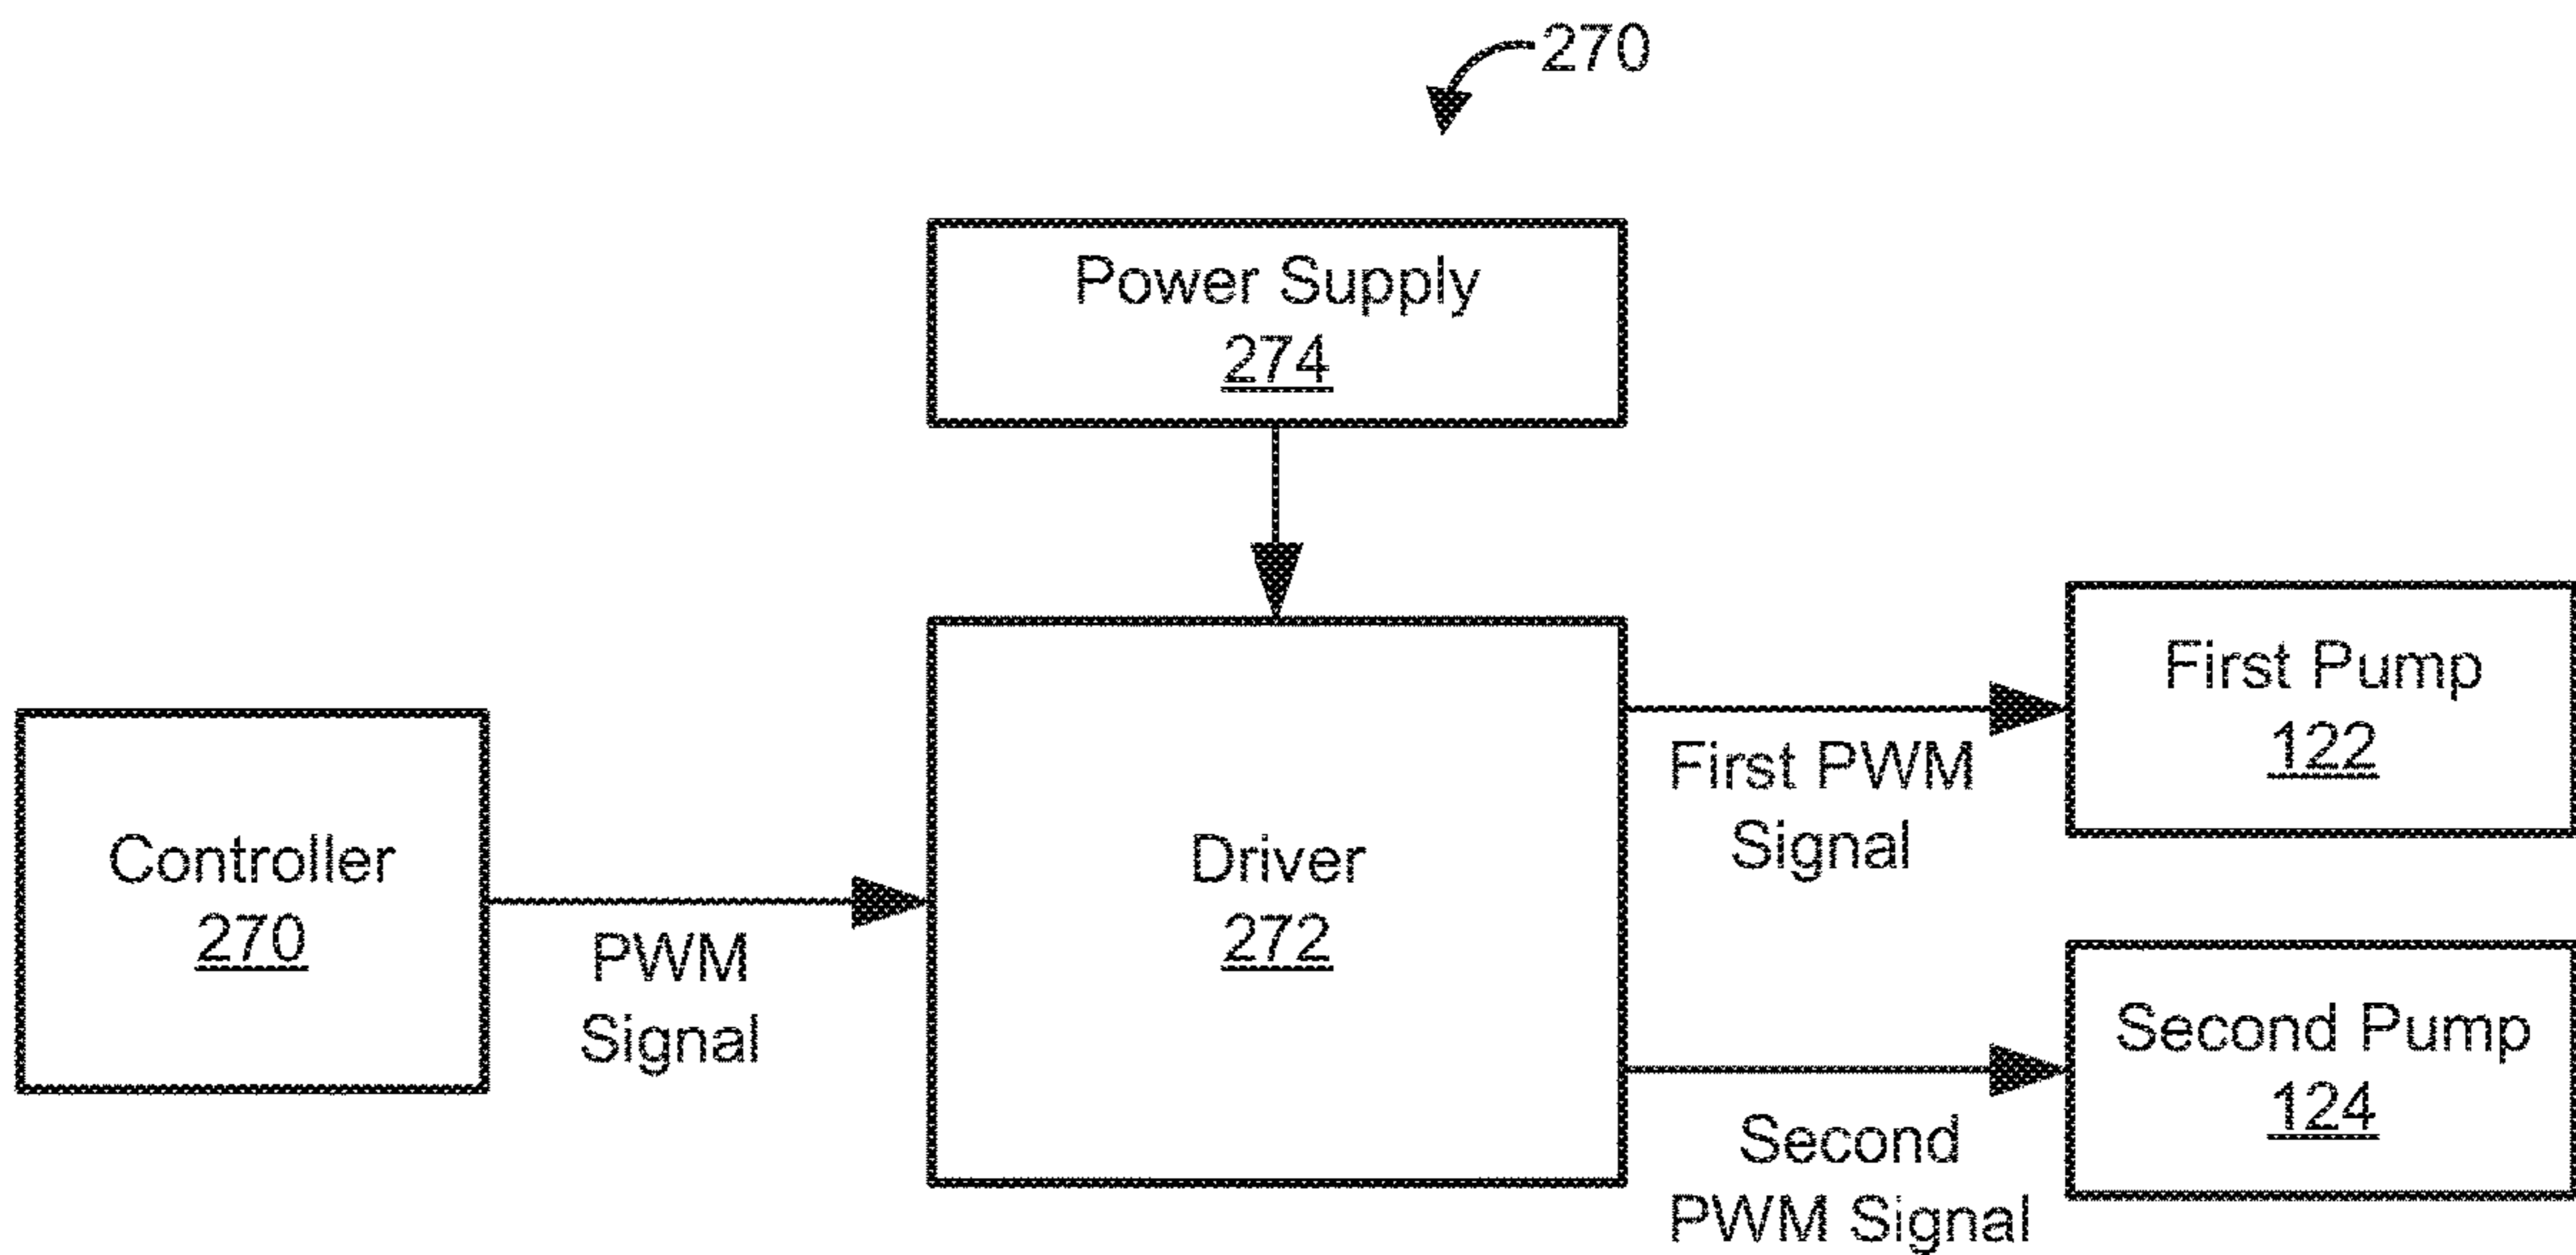 270
Power Supply
274
Controller
270
PWM
Signal
Driver
272
First PWM
Signal
Second
PWM Signal
First Pump
122
Second Pump
124